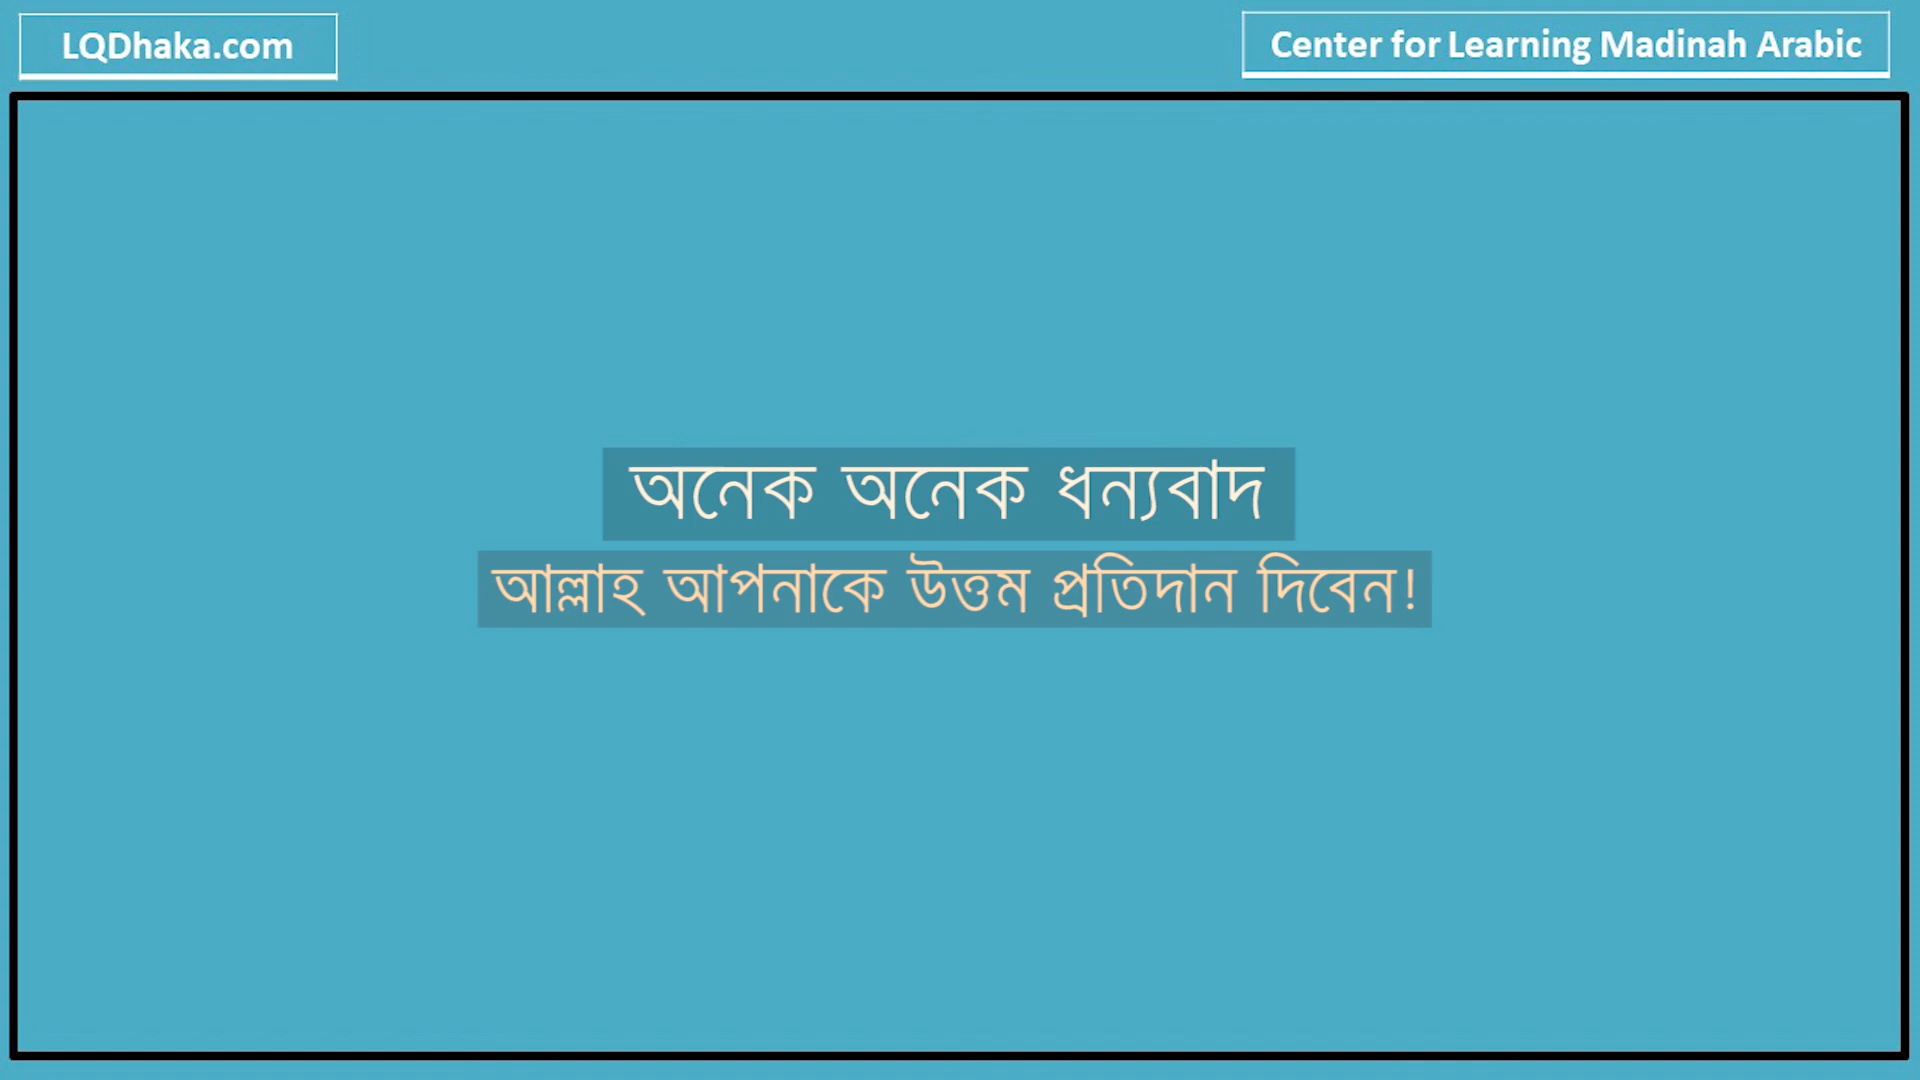 LQDhaka.com
Center for Learning Madinah Arabic
অনেক অনেক ধন্যবাদ
আল্লাহ আপনাকে উত্তম প্রতিদান দিবেন!